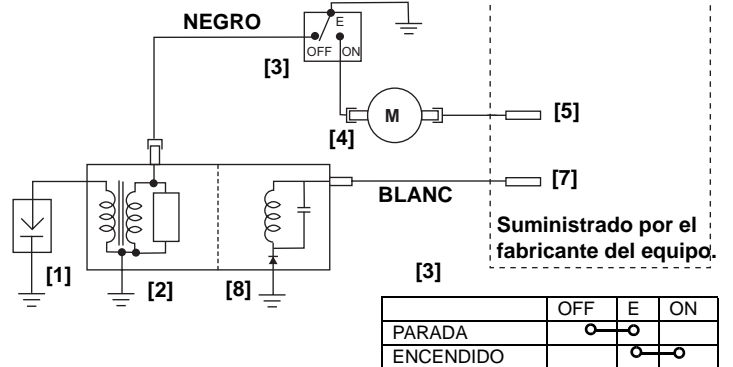 NEGRO
E
OFF ON
[3]
M
[4]
[5]
BLANC
[7]
Suministrado por el
fabricante del equipo.
[1]
[2]
[8]
[3]
OFF E ON
PARADA
ENCENDIDO